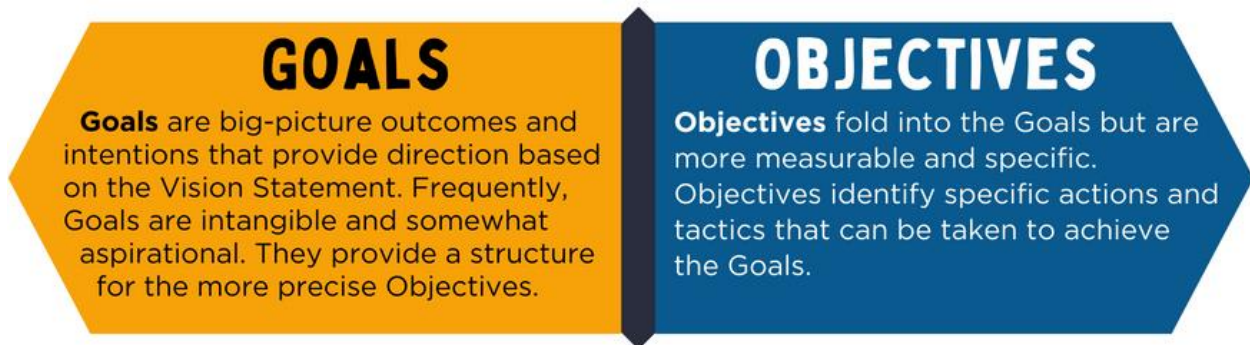 GOALS
Goals are big-picture outcomes and
intentions that provide direction based
on the Vision Statement. Frequently,
Goals are intangible and somewhat
aspirational. They provide a structure
for the more precise Objectives.
OBJECTIVES
Objectives fold into the Goals but are
more measurable and specific.
Objectives identify specific actions and
tactics that can be taken to achieve
the Goals.